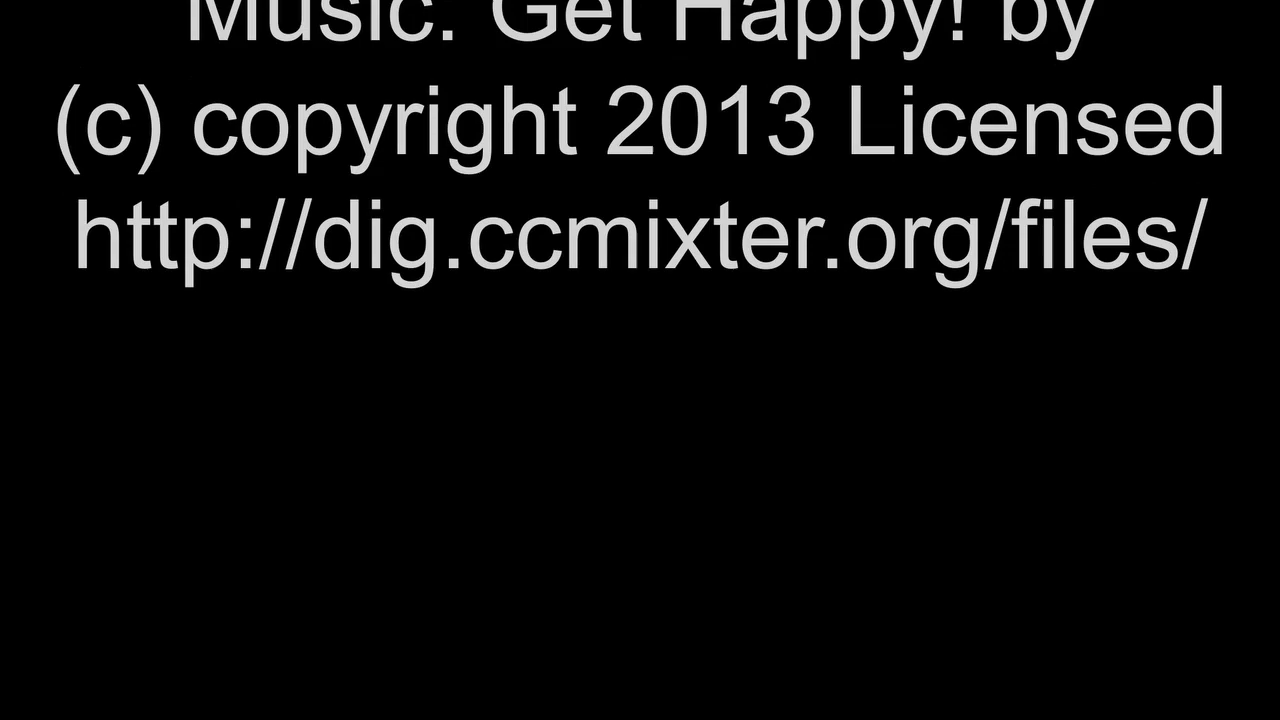 Music. Get Happy! by
(c) copyright 2013 Licensed
http://dig.ccmixter.org/files/